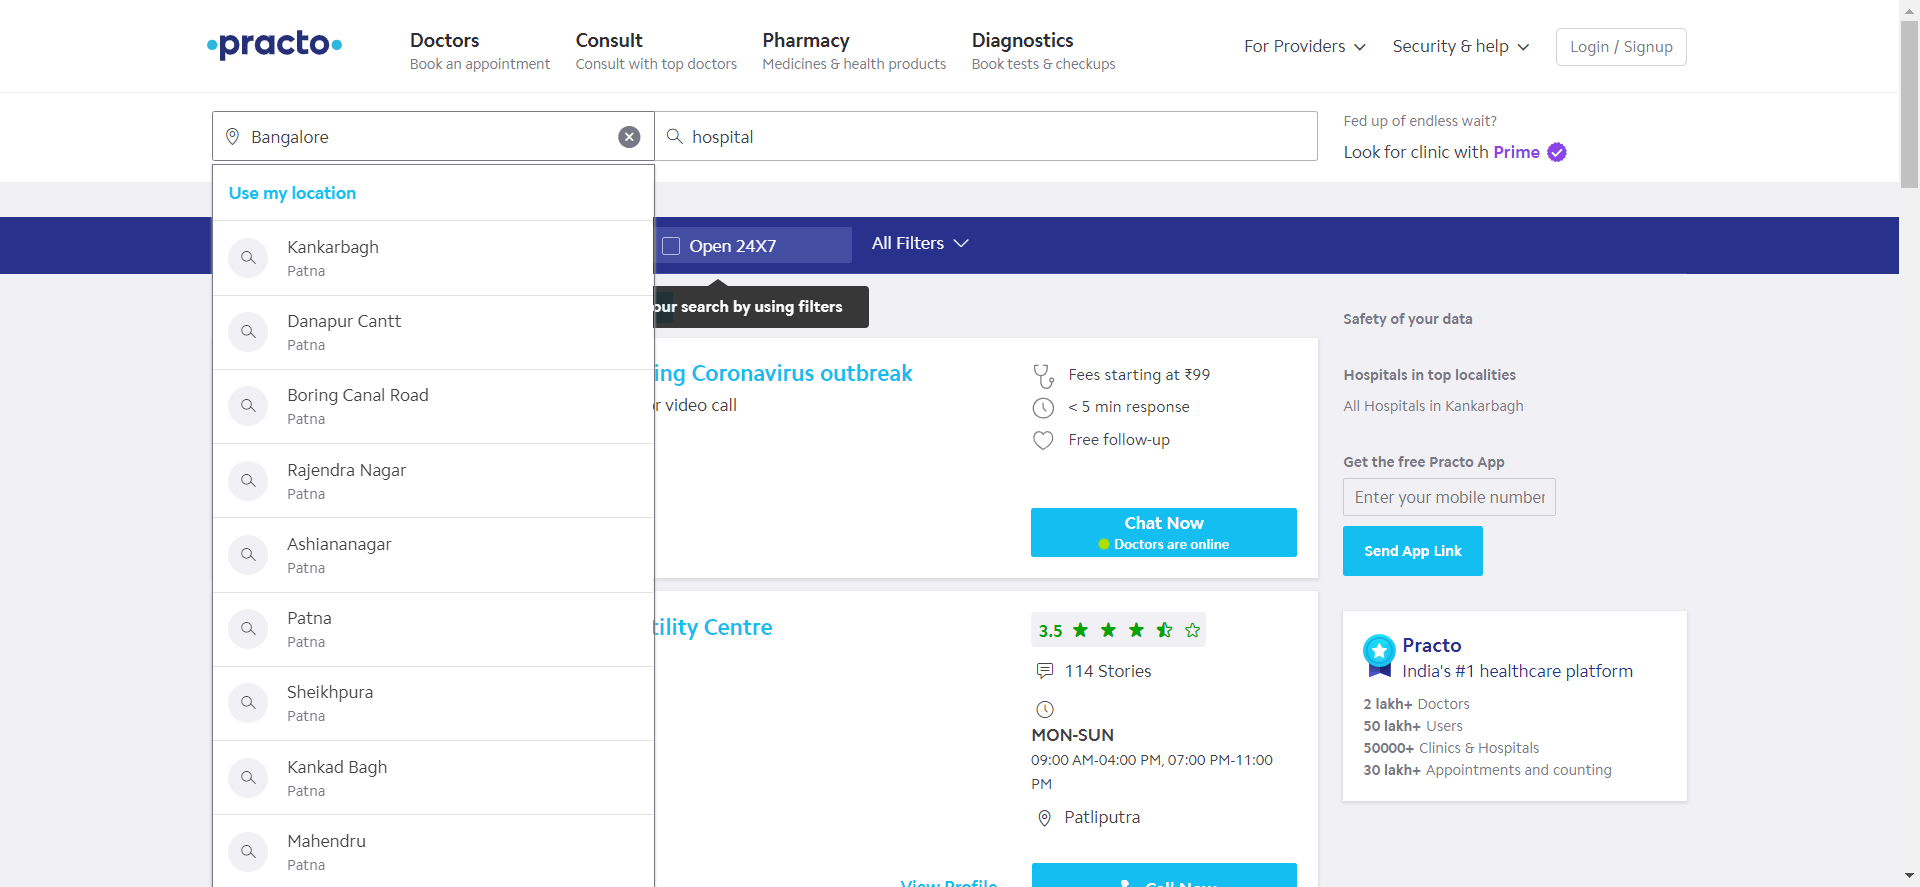 practo
Doctors
Book an appointment
Consult
Consult with top doctors
Pharmacy
Medicines & health products
Diagnostics
Book tests & checkups
For Providers
Security & help
Login / Signup
Bangalore
hospital
Fed up of endless wait?
Look for clinic with Prime
Use my location
Kankarbagh
Patna
Danapur Cantt
Patna
Boring Canal Road
Patna
Rajendra Nagar
Patna
Ashiananagar
Patna
Patna
Patna
Sheikhpura
Patna
Kankad Bagh
Patna
Mahendru
Patna
Open 24X7
All Filters
our search by using filters
ing Coronavirus outbreak
r video call
Fees starting at ₹99
< 5 min response
Free follow-up
Chat Now
Doctors are online
tility Centre
3.5
114 Stories
MON-SUN
09:00 AM-04:00 PM, 07:00 PM-11:00
PM
Patliputra
View Profile
Call Now
Safety of your data
Hospitals in top localities
All Hospitals in Kankarbagh
Get the free Practo App
Enter your mobile number
Send App Link
Practo
India's #1 healthcare platform
2 lakh+ Doctors
50 lakh+ Users
50000+ Clinics & Hospitals
30 lakh+ Appointments and counting